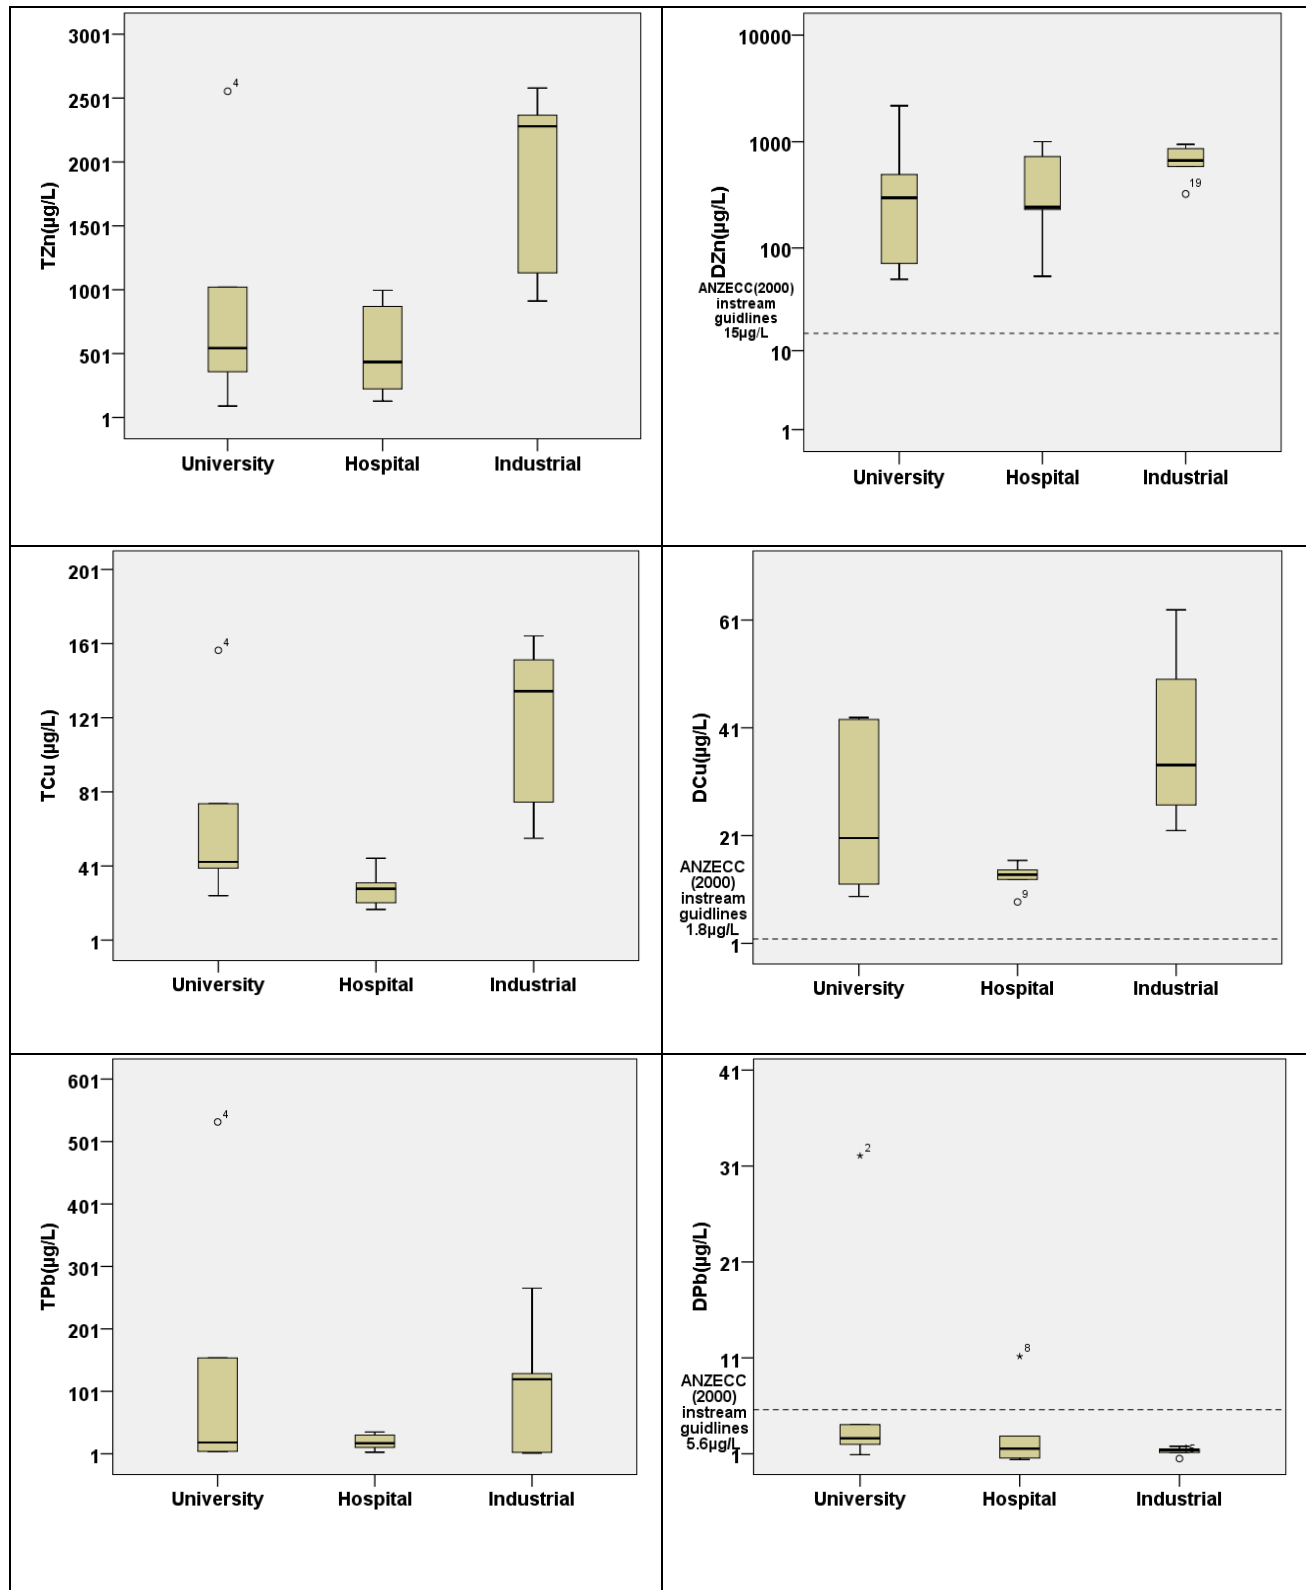 3001
2501
2001
1501
1001
501
1
TZn(µg/L)
4
University
Hospital
Industrial
10000
1000
100
10
1
DZn(µg/L)
ANZECC(2000)
instream
guidlines
15µg/L
19
University
Hospital
Industrial
201
161
121
81
41
1
TCu (µg/L)
4
University
Hospital
Industrial
61
41
21
1
DCu(µg/L)
ANZECC
(2000)
instream
guidlines
1.8µg/L
9
University
Hospital
Industrial
601
501
401
301
201
101
1
TPb(µg/L)
4
University
Hospital
Industrial
41
31
21
11
1
DPb(µg/L)
ANZECC
(2000)
instream
guidlines
5.6µg/L
2
8
University
Hospital
Industrial